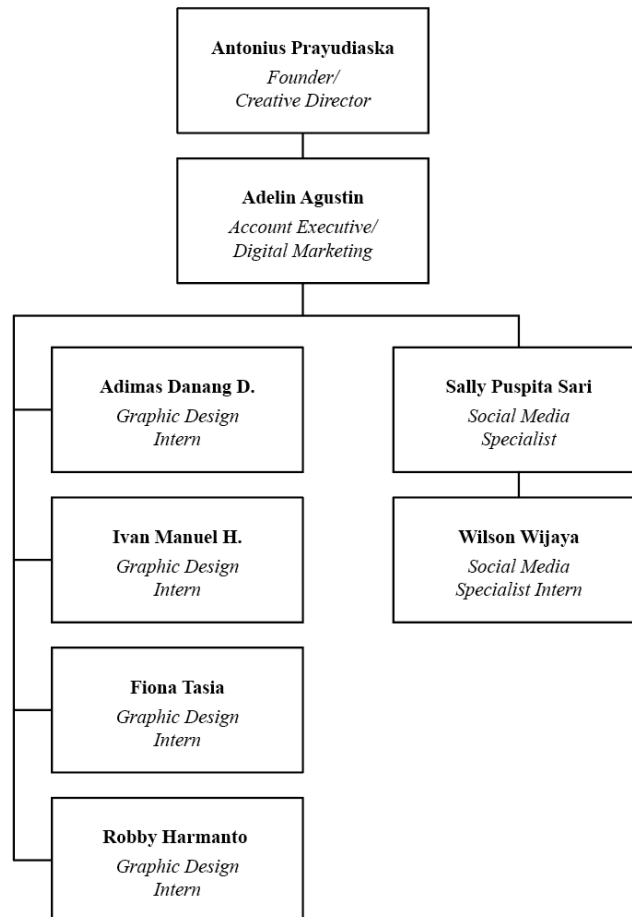 Antonius Prayudiaska
Founder/
Creative Director
Adelin Agustin
Account Executive/
Digital Marketing
Adimas Danang D.
Graphic Design
Intern
Ivan Manuel H.
Graphic Design
Intern
Fiona Tasia
Graphic Design
Intern
Robby Harmanto
Graphic Design
Intern
Sally Puspita Sari
Social Media
Specialist
Wilson Wijaya
Social Media
Specialist Intern